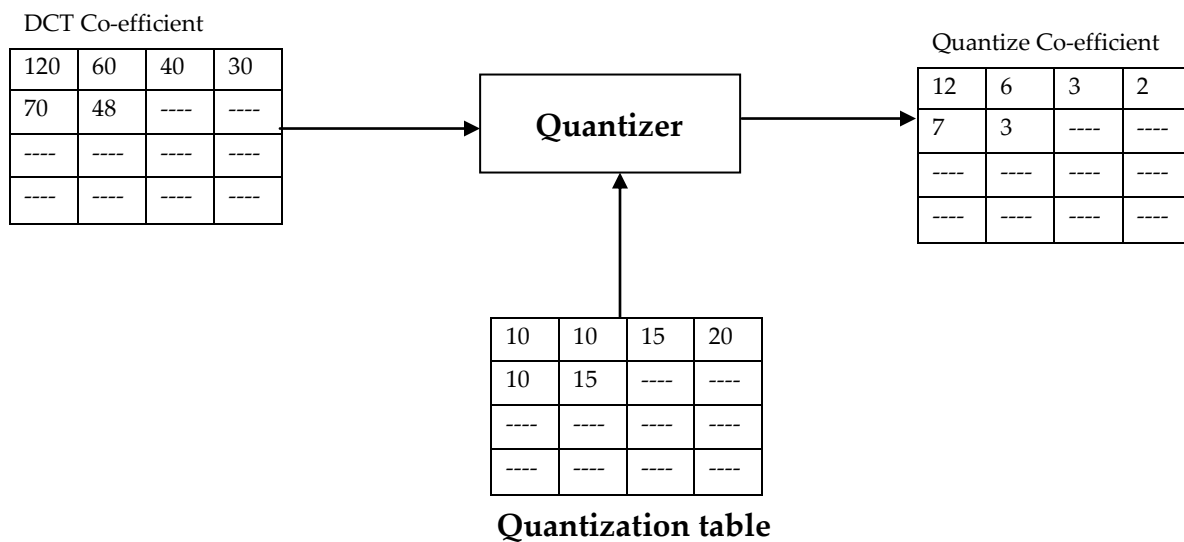 DCT Co-efficient
120 60 40 30
70 48 ---- ----
---- ---- ---- ----
---- ---- ---- ----
Quantizer
Quantize Co-efficient
12 6 3 2
7 3 ---- ----
---- ---- ---- ----
---- ---- ---- ----
10 10 15 20
10 15 ---- ----
---- ---- ---- ----
---- ---- ---- ----
Quantization table